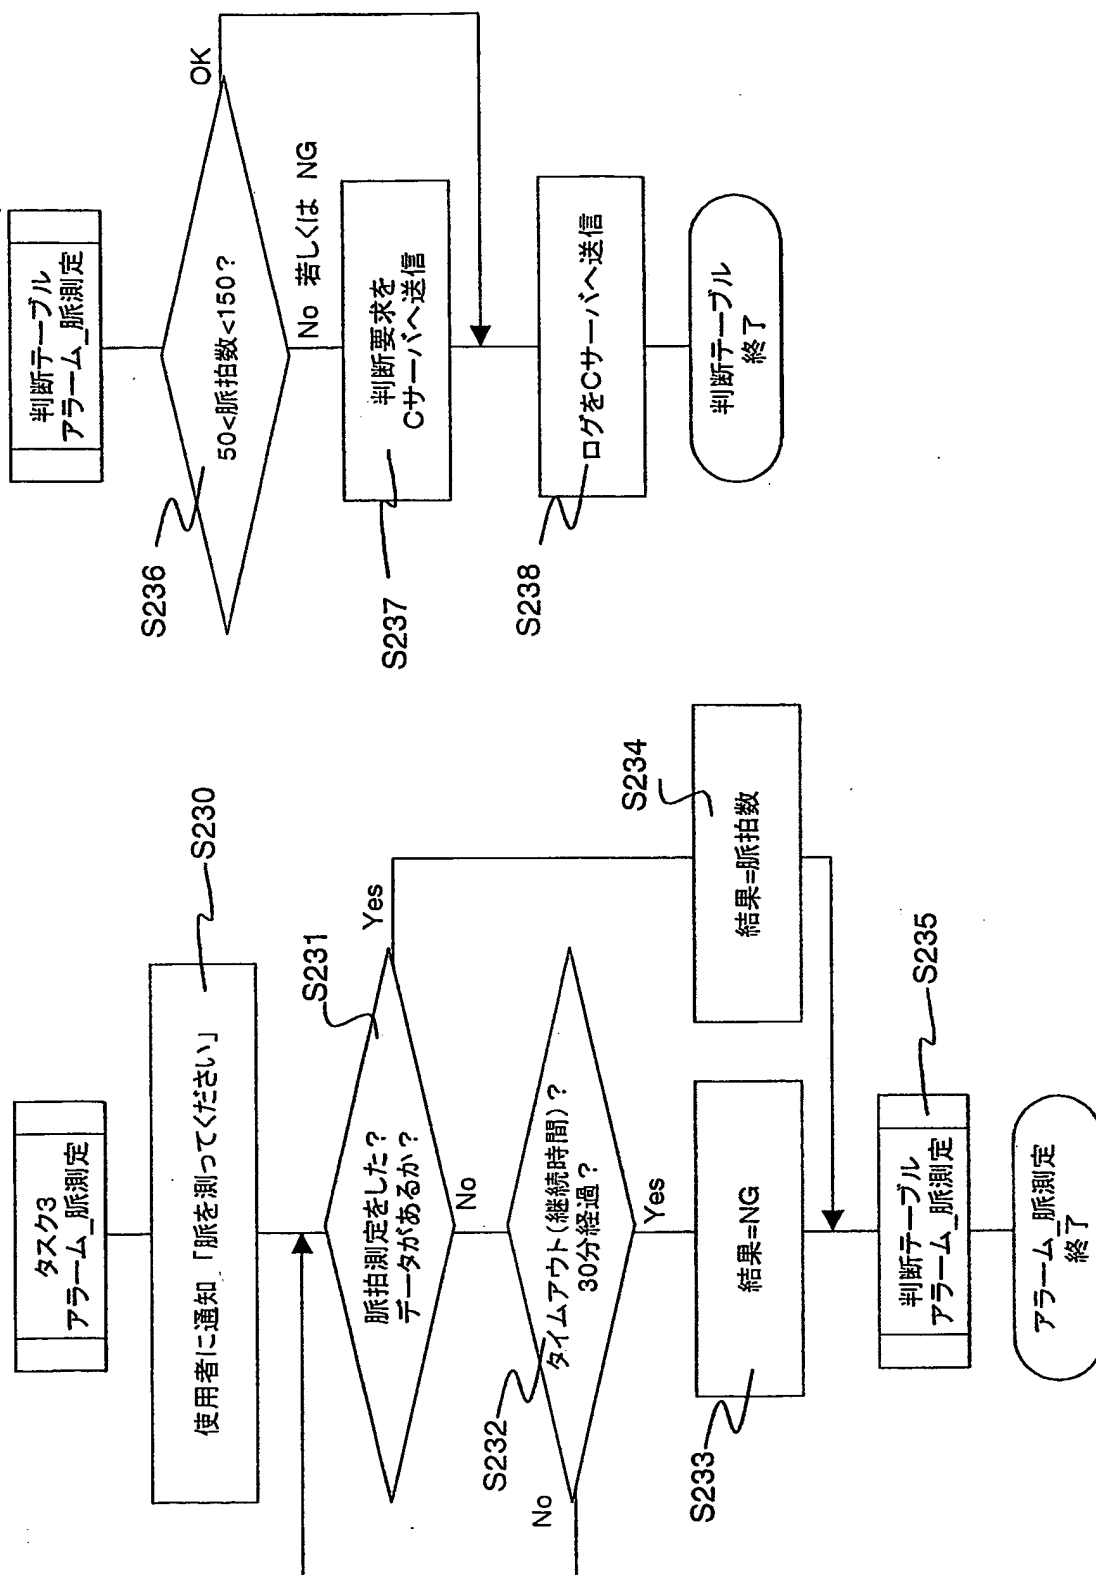 タスク3
アラーム_脈測定
使用者に通知 「脈を測ってください」
S230
脈拍測定をした?
データがあるか?
S231
Yes
No
タイムアウト(継続時間)?
30分経過?
S232
No
Yes
結果=NG
S233
結果=脈拍数
S234
判断テーブル
アラーム_脈測定
S235
アラーム_脈測定
終了
判断テーブル
アラーム_脈測定
50<脈拍数<150?
S236
OK
No 若しくは NG
判断要求を
Cサーバへ送信
S237
ログをCサーバへ送信
S238
判断テーブル
終了